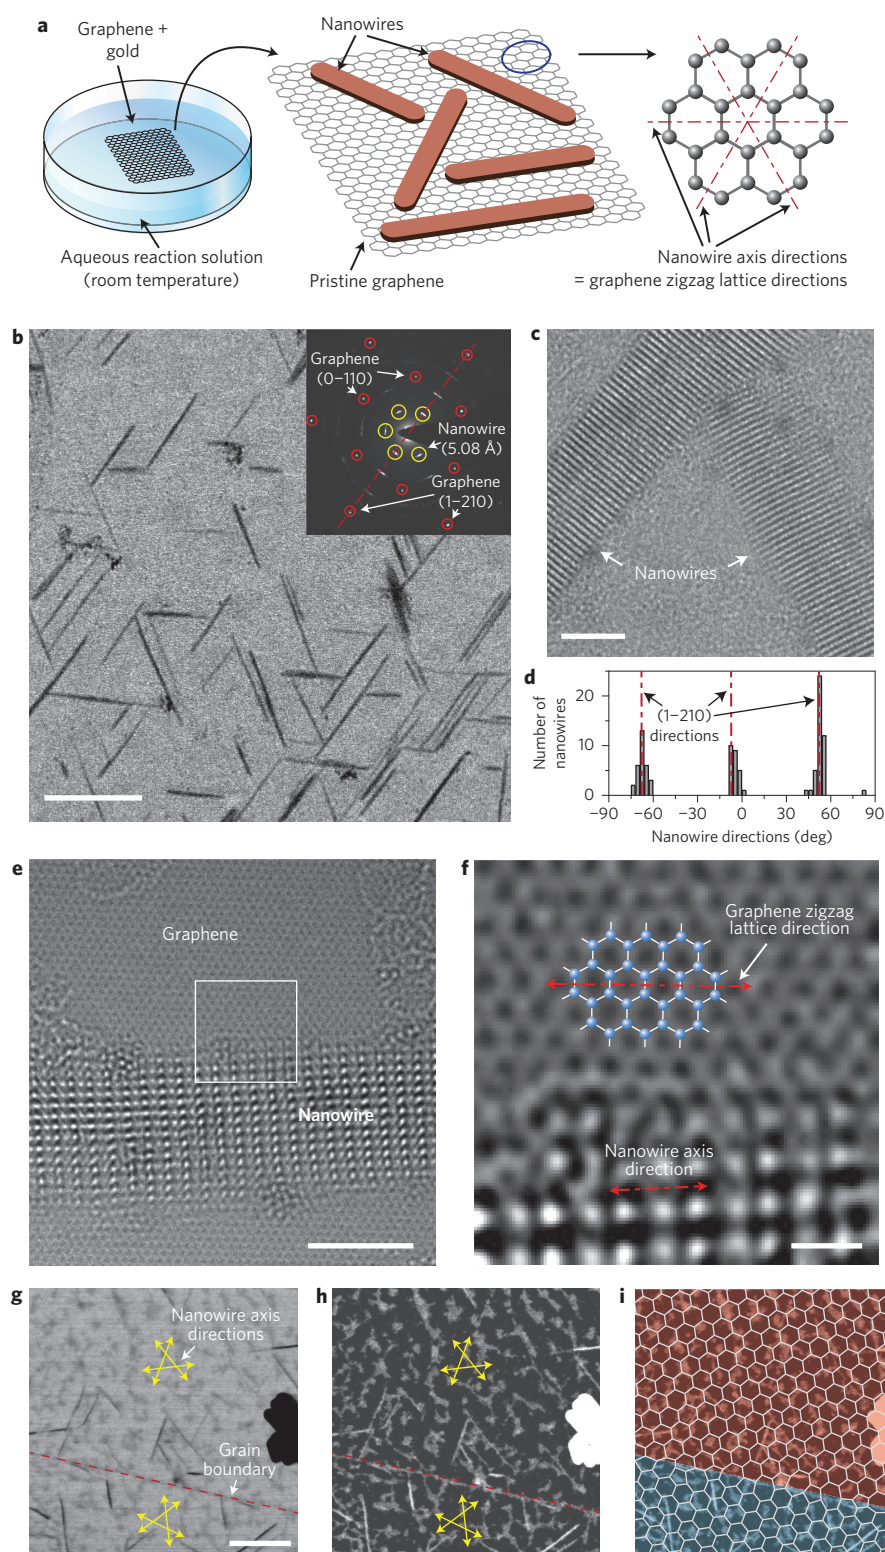 a
Graphene +
gold
Nanowires
Aqueous reaction solution
(room temperature)
Pristine graphene
Nanowire axis directions
= graphene zigzag lattice directions
b
Graphene
(0–110)
Nanowire
(5.08 Å)
Graphene
(1–210)
c
Nanowires
d
Number of
nanowires
20
10
0
(1–210)
directions
−90
−60
−30
0
30
60
90
Nanowire directions (deg)
e
Graphene
Nanowire
f
Graphene zigzag
lattice direction
Nanowire axis
direction
g
Nanowire axis
directions
Grain
boundary
h
i